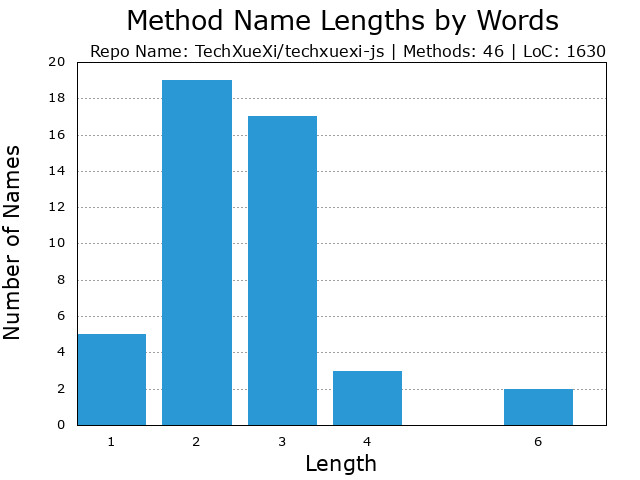 Method Name Lengths by Words
Repo Name: TechXueXi/techxuexi-js | Methods: 46 | LoC: 1630
Number of Names
20
18
16
14
12
10
8
6
4
2
0
1 2 3 4 6
Length